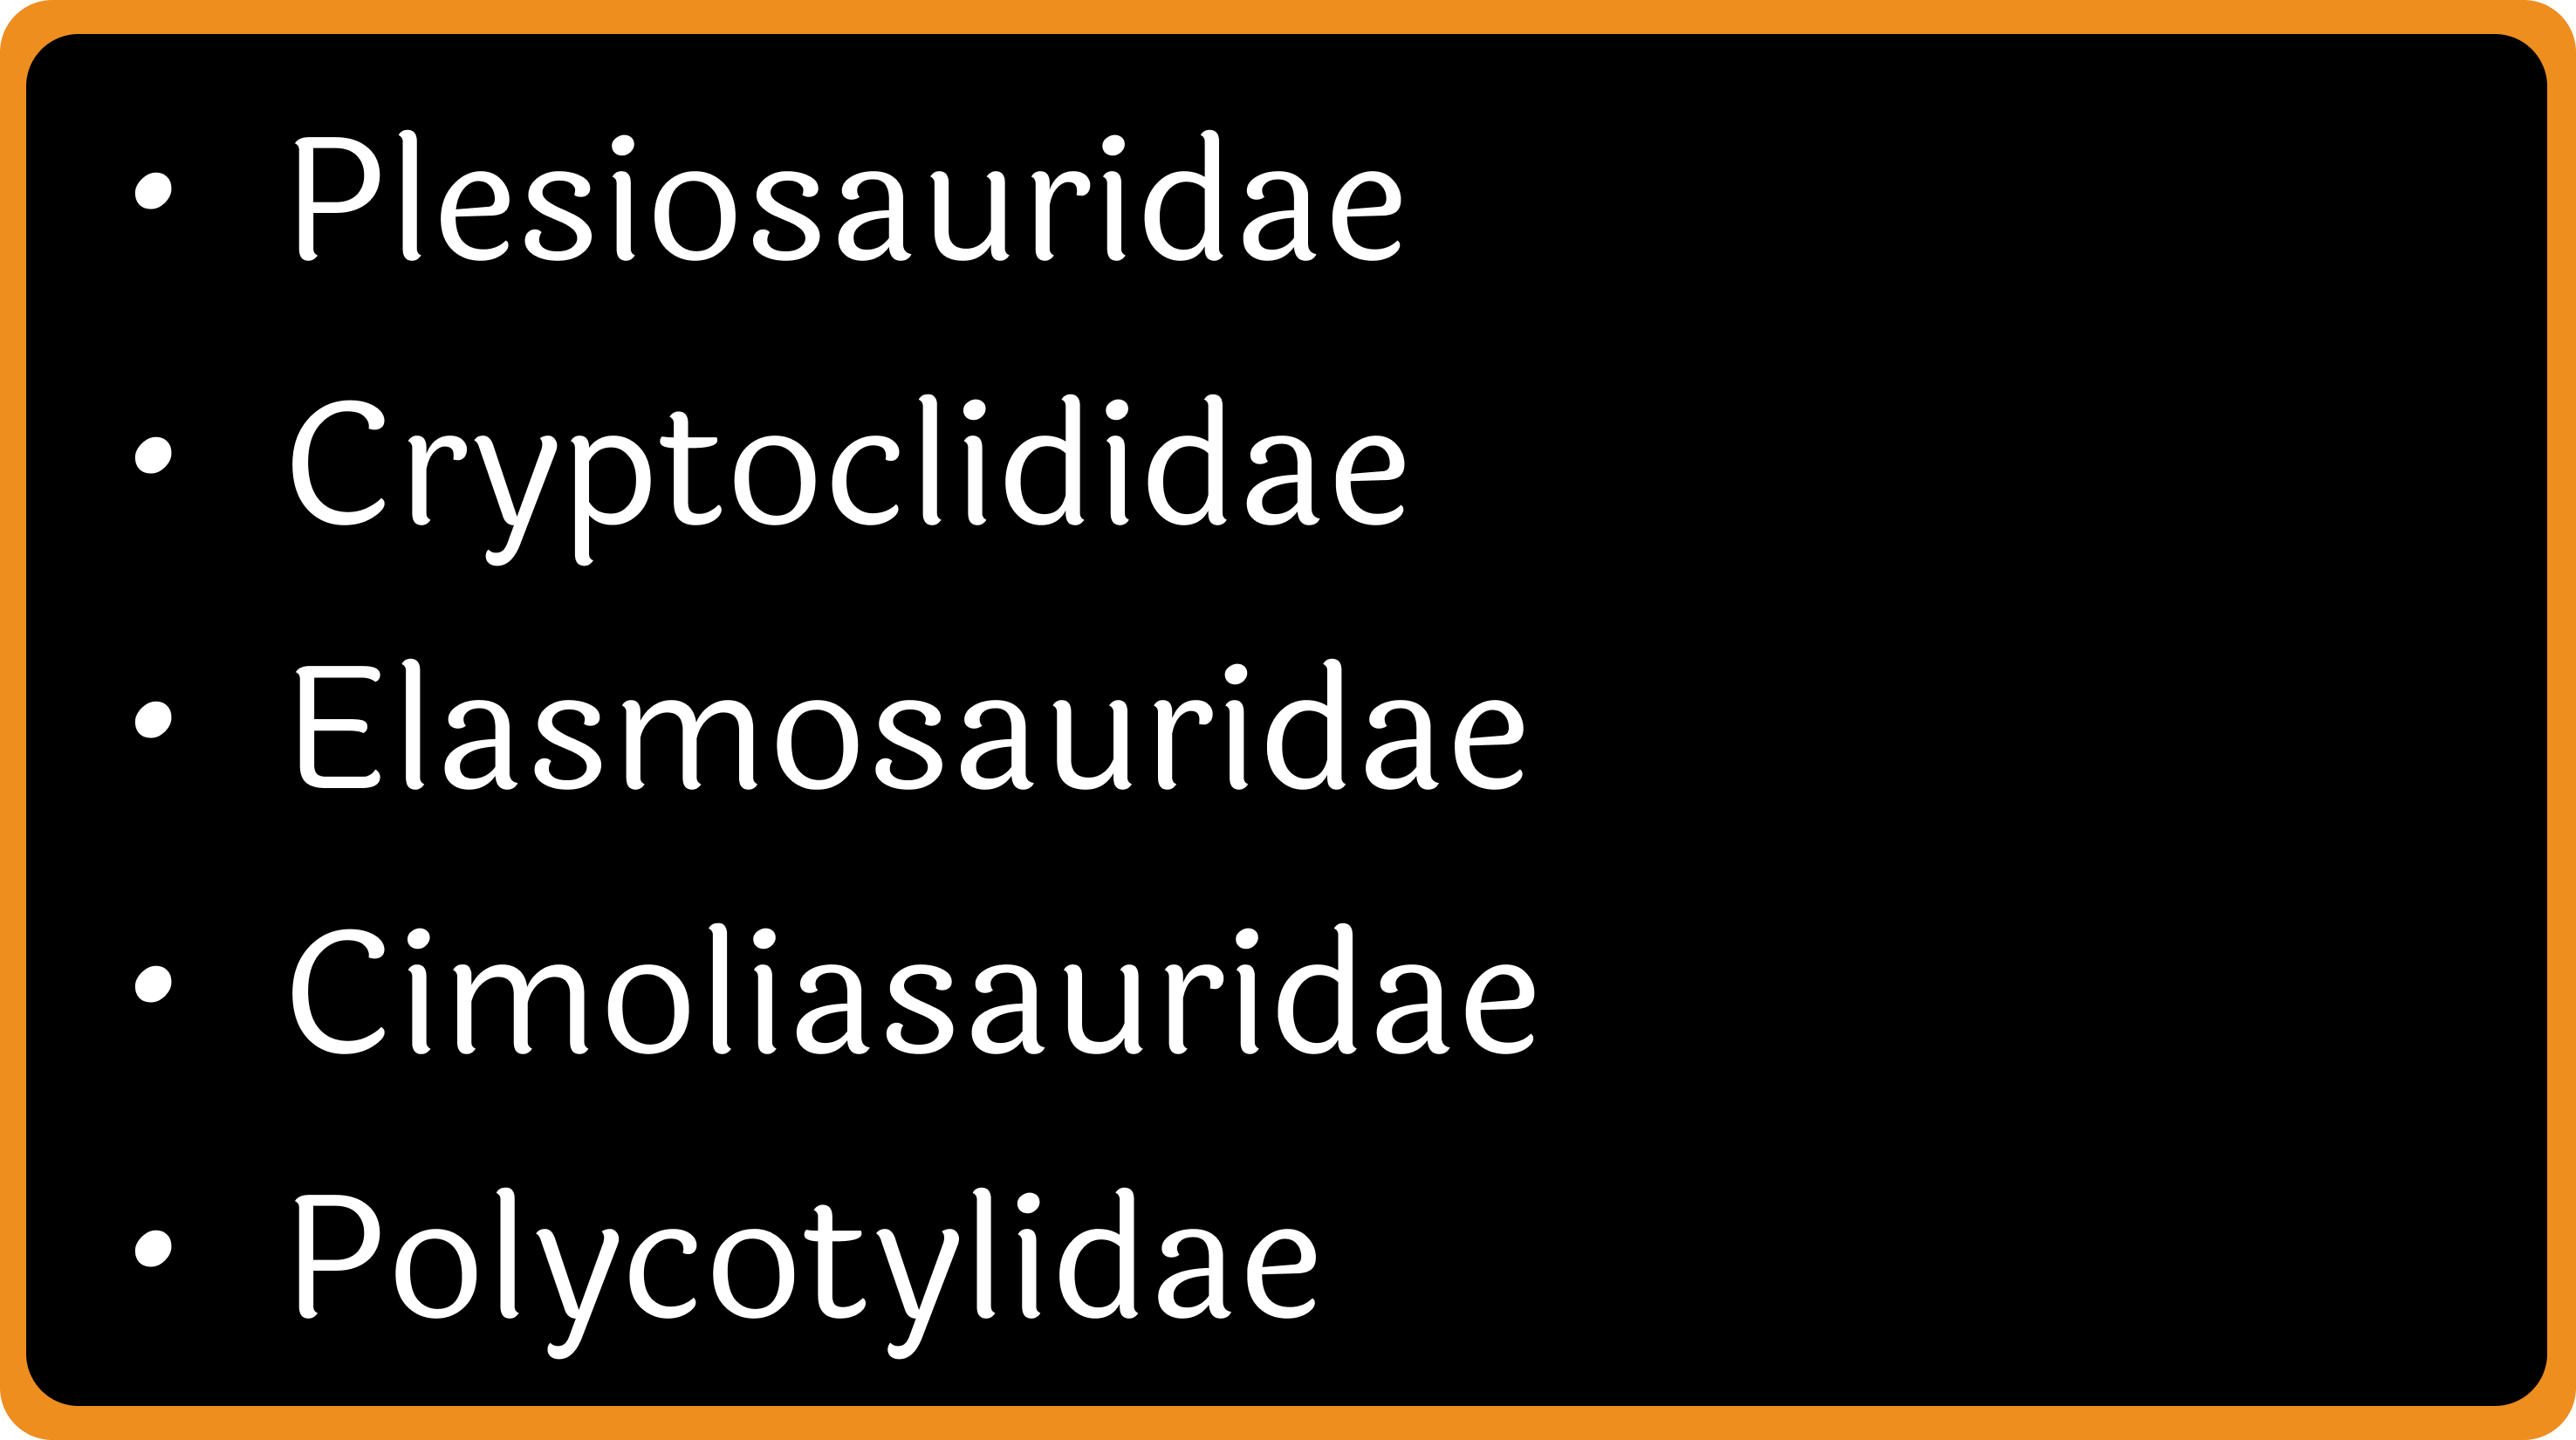 • Plesiosauridae
• Cryptoclididae
• Elasmosauridae
• Cimoliasauridae
• Polycotylidae